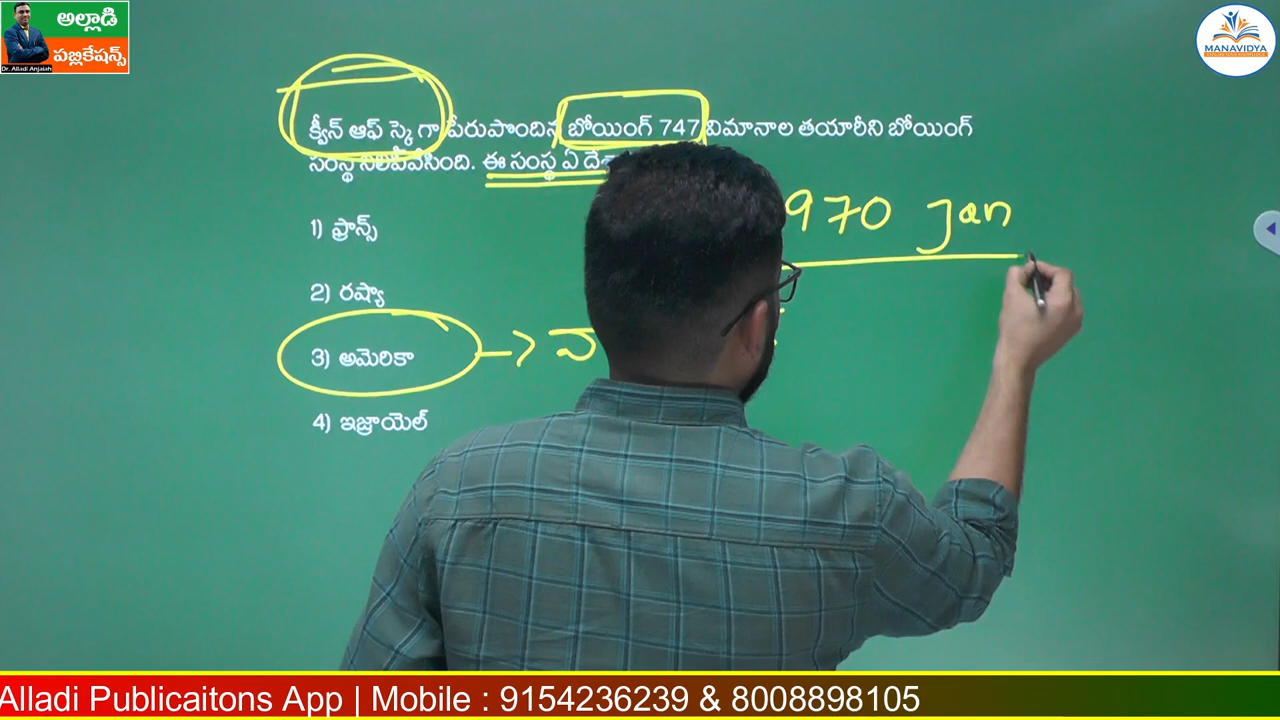 అల్లాడి
పబ్లికేషన్స్
Dr. Alladi Anjaiah
MANAVIDYA
క్వీన్ ఆఫ్ స్కై గా పేరుపొందిన బోయింగ్ 747 విమానాల తయారీని బోయింగ్
సంస్థ నిలిపివేసింది. ఈ సంస్థ ఏ
970 Jan
1) ఫ్రాన్స్
2) రష్యా
3) అమెరికా
4) ఇజ్రాయెల్
Alladi Publicaitons App | Mobile : 9154236239 & 8008898105